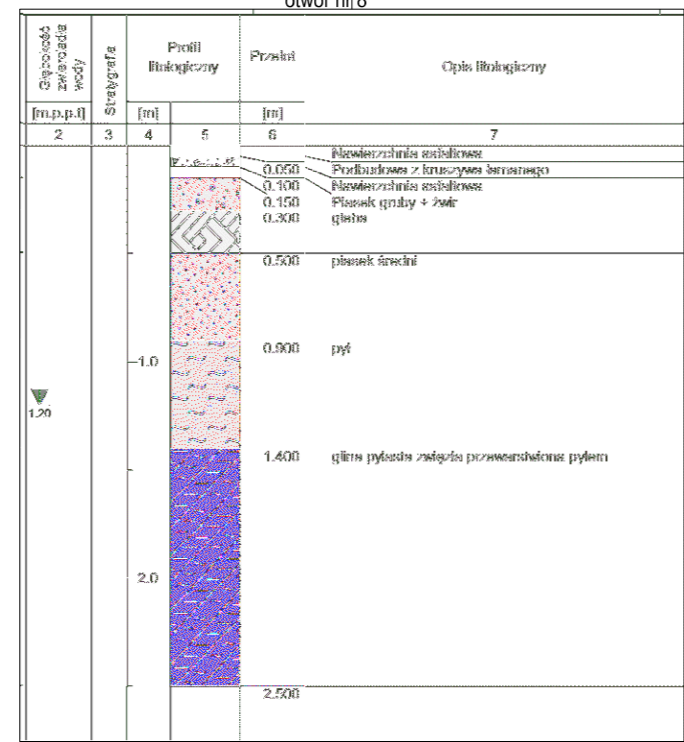 otwór nr 8
Głębokość zwierciadła wody
Stratygrafia
Profil litologiczny
Przelot
Opis litologiczny
[m.p.p.t]
[m]
[m]
2 3 4 5 6 7
Nawierzchnia asfaltowa
0.050 Podbudowa z kruszywa łamanego
0.100 Nawierzchnia asfaltowa
0.150 Piasek gruby + żwir
0.300 gleba
0.500 piasek średni
0.900 pył
1.0
1.20
1.400 glina pylasta zwięzła przewarstwiona pyłem
2.0
2.500